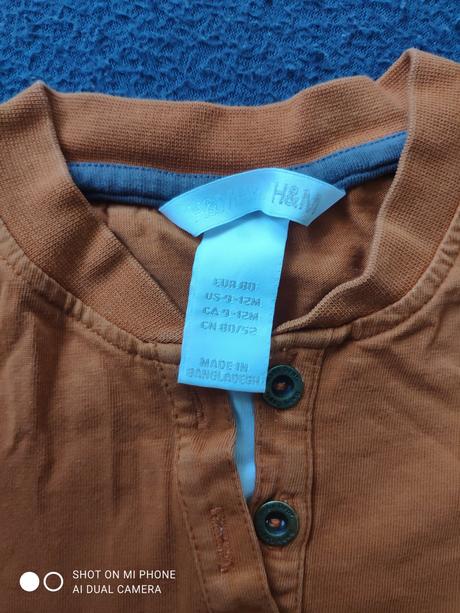 H&M
EUR 80
US 9-12M
CA 9-12M
CN 80/52
MADE IN
BANGLADESH
SHOT ON MI PHONE
AI DUAL CAMERA